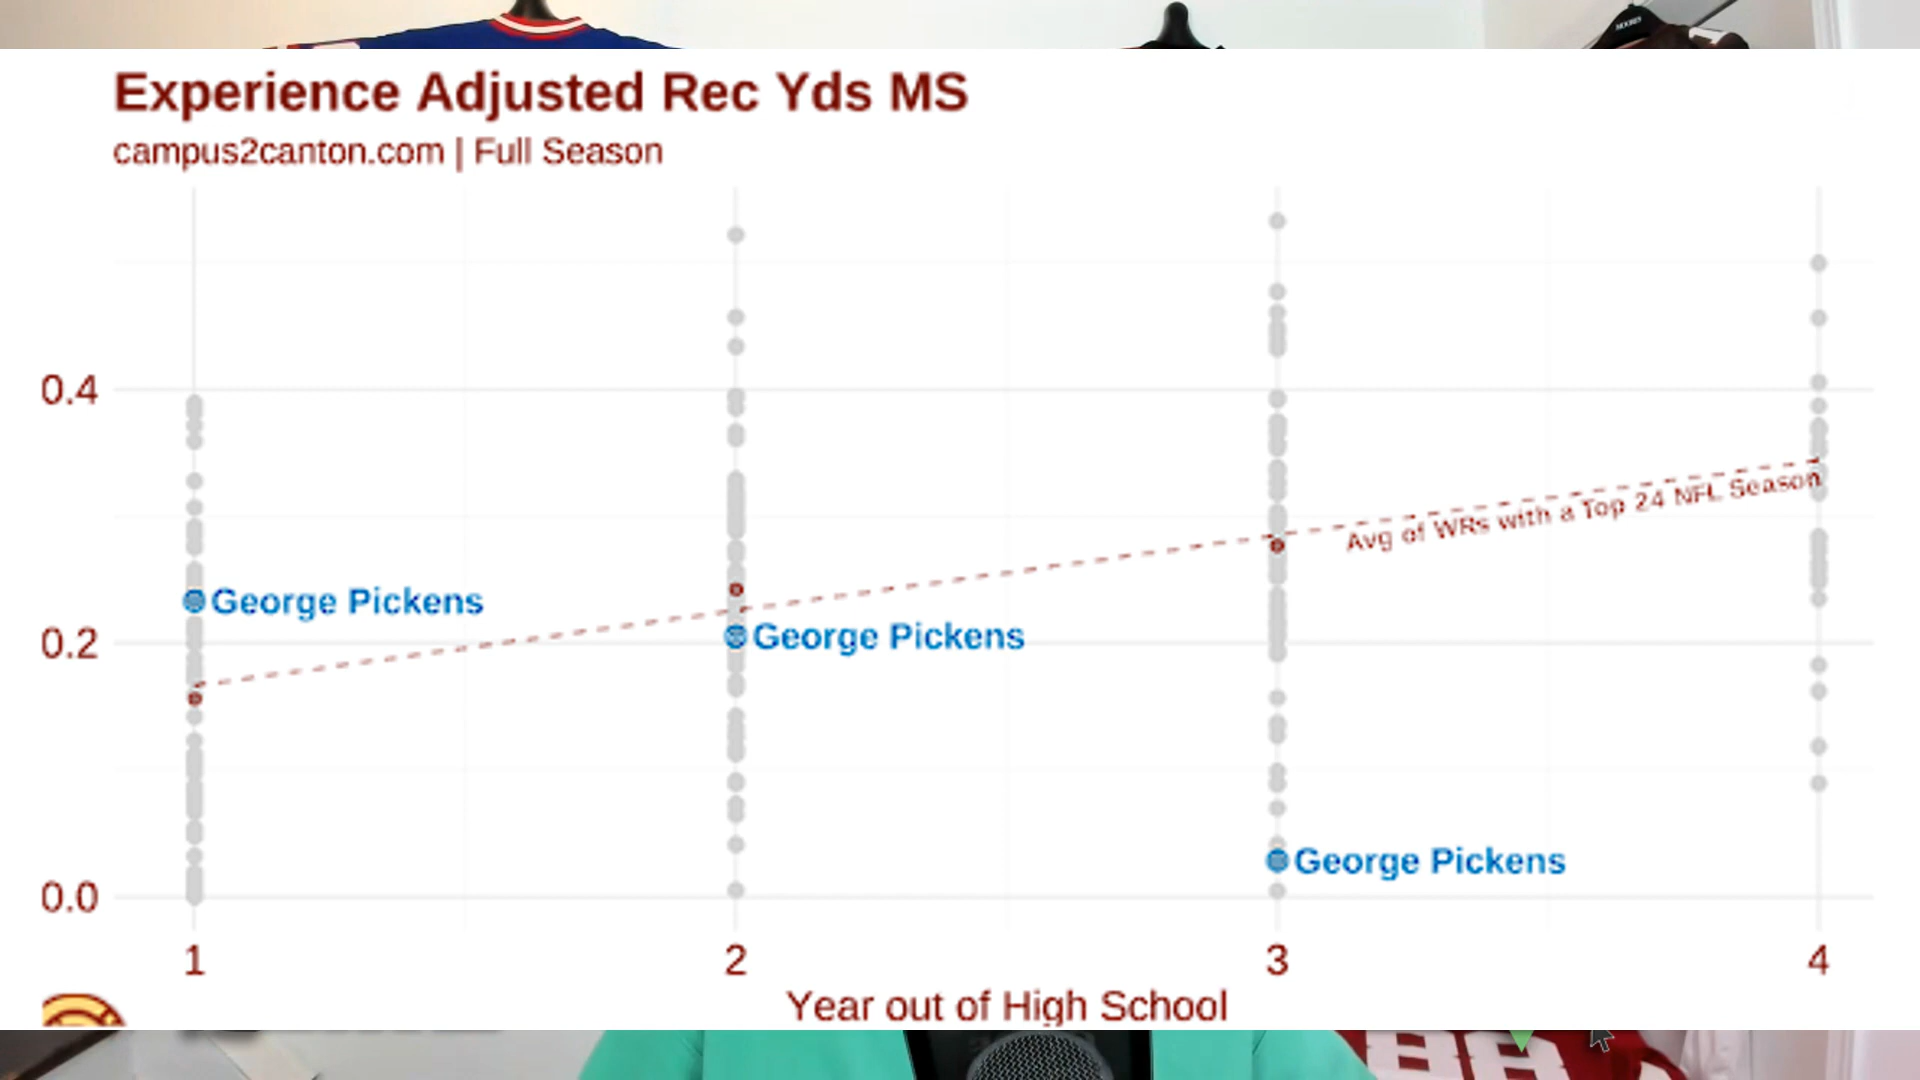 Experience Adjusted Rec Yds MS
campus2canton.com | Full Season
0.4
Avg of WRs with a Top 24 NFL Season
George Pickens
0.2
George Pickens
George Pickens
0.0
1
2
3
4
Year out of High School